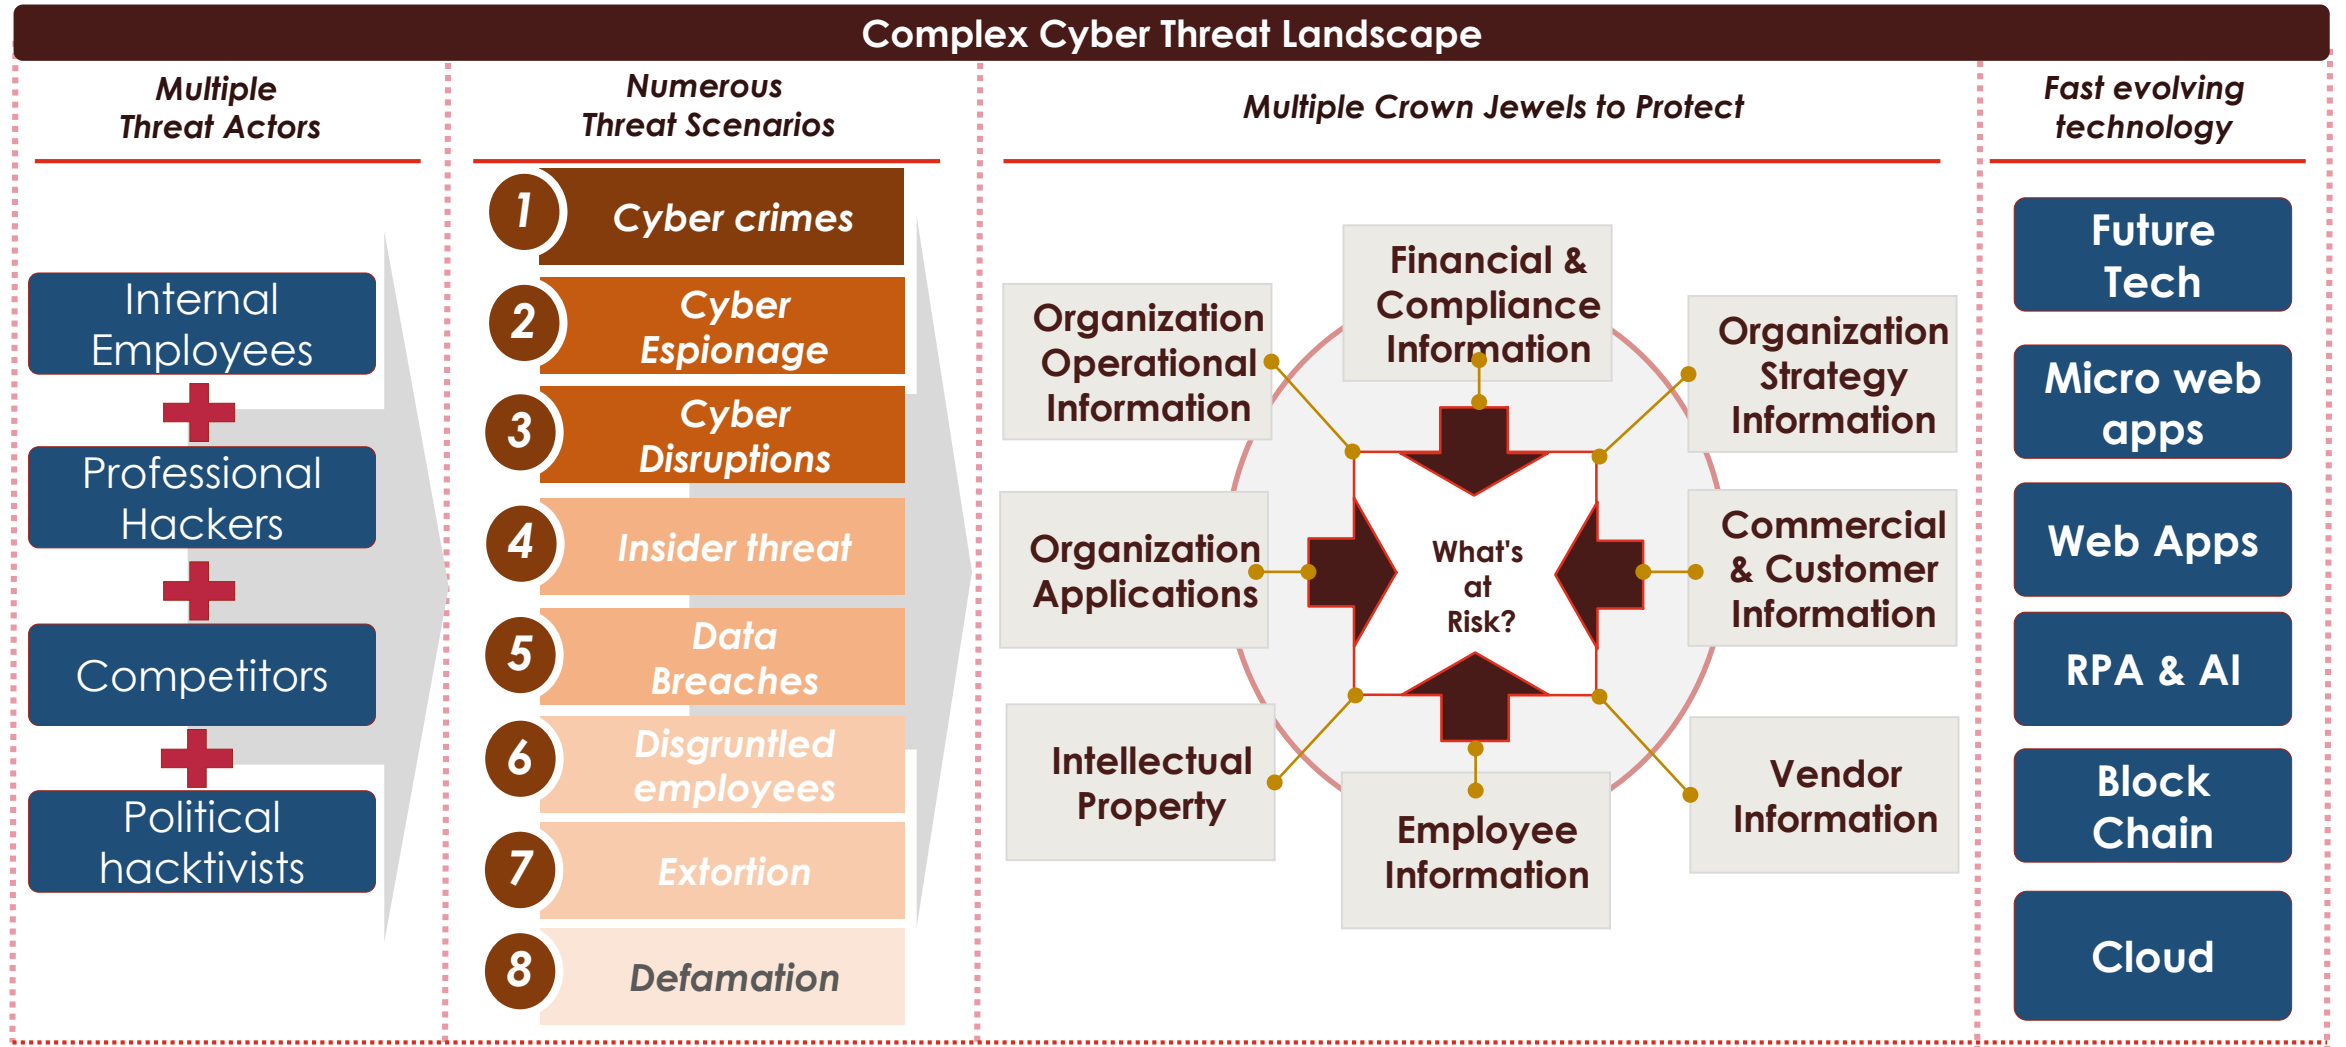 Complex Cyber Threat Landscape
Multiple
Threat Actors
Internal
Employees
Professional
Hackers
Competitors
Political
hacktivists
Numerous
Threat Scenarios
1
Cyber crimes
2
Cyber
Espionage
3
Cyber
Disruptions
4
Insider threat
5
Data
Breaches
6
Disgruntled
employees
7
Extortion
8
Defamation
Multiple Crown Jewels to Protect
Financial &
Compliance
Information
Organization
Operational
Information
Organization
Strategy
Information
Organization
Applications
What's
at
Risk?
Commercial
& Customer
Information
Intellectual
Property
Employee
Information
Vendor
Information
Fast evolving
technology
Future
Tech
Micro web
apps
Web Apps
RPA & AI
Block
Chain
Cloud